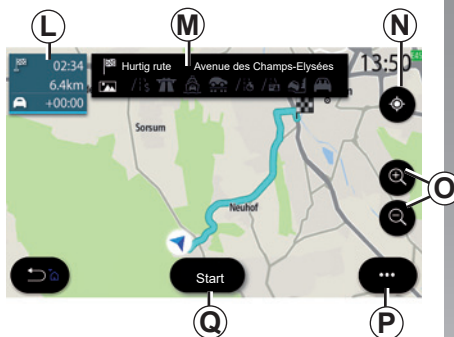 L
M
N
02:34
6.4km
+00:00
Hurtig rute Avenue des Champs-Elysées
13:50
Sorsum
Neuhof
O
Start
Q
P